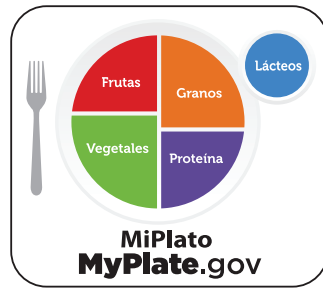 Frutas
Granos
Lácteos
Vegetales
Proteína
MiPlato
MyPlate.gov